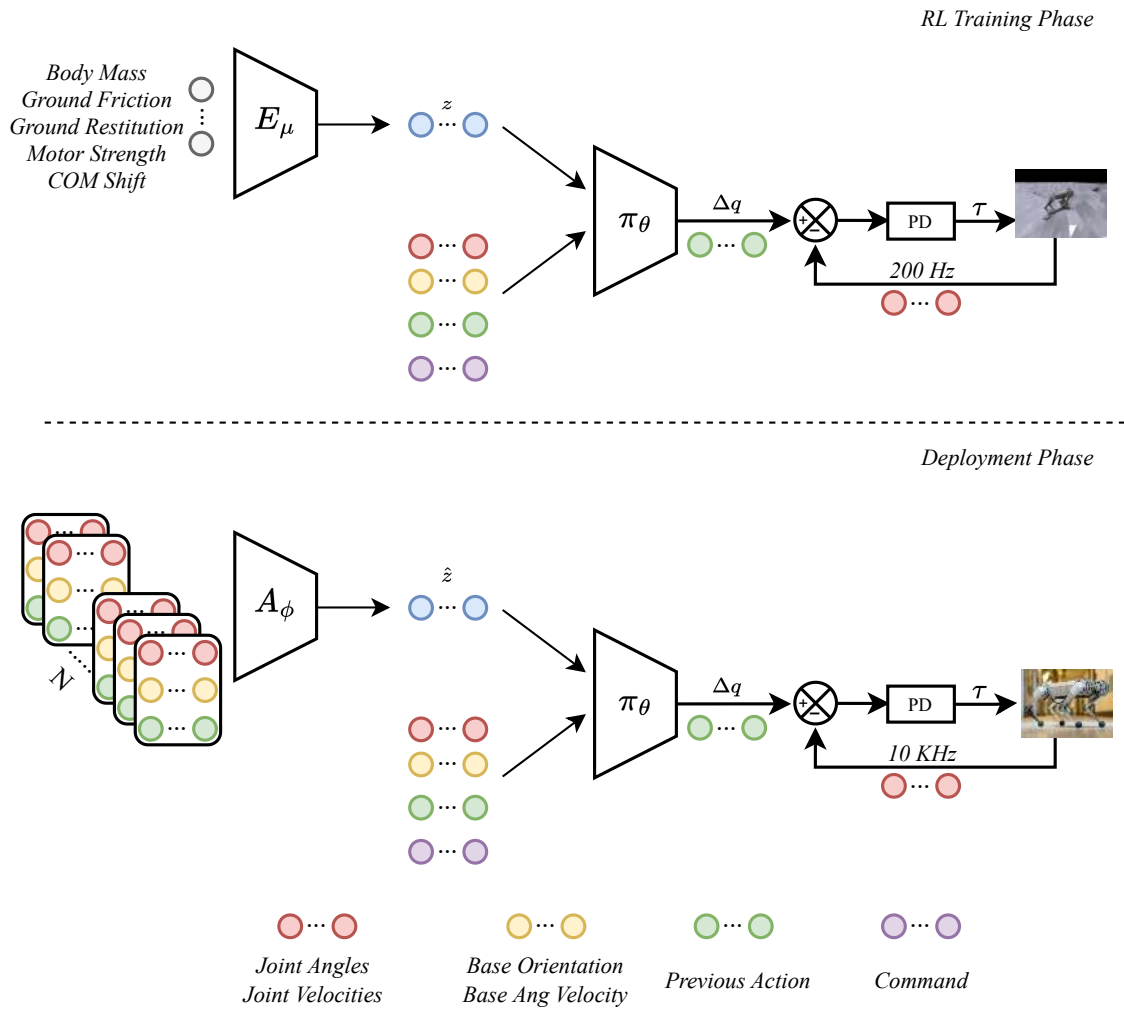 RL Training Phase
Body Mass
Ground Friction
Ground Restitution
Motor Strength
COM Shift
E_μ
z
π_θ
Δq
+
−
PD
τ
200 Hz
Deployment Phase
N
A_ϕ
ẑ
π_θ
Δq
+
−
PD
τ
10 KHz
Joint Angles
Joint Velocities
Base Orientation
Base Ang Velocity
Previous Action
Command